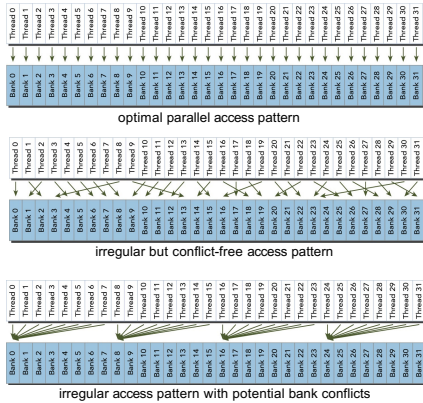 Thread 0 Thread 1 Thread 2 Thread 3 Thread 4 Thread 5 Thread 6 Thread 7 Thread 8 Thread 9 Thread 10 Thread 11 Thread 12 Thread 13 Thread 14 Thread 15 Thread 16 Thread 17 Thread 18 Thread 19 Thread 20 Thread 21 Thread 22 Thread 23 Thread 24 Thread 25 Thread 26 Thread 27 Thread 28 Thread 29 Thread 30 Thread 31
Bank 0 Bank 1 Bank 2 Bank 3 Bank 4 Bank 5 Bank 6 Bank 7 Bank 8 Bank 9 Bank 10 Bank 11 Bank 12 Bank 13 Bank 14 Bank 15 Bank 16 Bank 17 Bank 18 Bank 19 Bank 20 Bank 21 Bank 22 Bank 23 Bank 24 Bank 25 Bank 26 Bank 27 Bank 28 Bank 29 Bank 30 Bank 31
optimal parallel access pattern
Thread 0 Thread 1 Thread 2 Thread 3 Thread 4 Thread 5 Thread 6 Thread 7 Thread 8 Thread 9 Thread 10 Thread 11 Thread 12 Thread 13 Thread 14 Thread 15 Thread 16 Thread 17 Thread 18 Thread 19 Thread 20 Thread 21 Thread 22 Thread 23 Thread 24 Thread 25 Thread 26 Thread 27 Thread 28 Thread 29 Thread 30 Thread 31
Bank 0 Bank 1 Bank 2 Bank 3 Bank 4 Bank 5 Bank 6 Bank 7 Bank 8 Bank 9 Bank 10 Bank 11 Bank 12 Bank 13 Bank 14 Bank 15 Bank 16 Bank 17 Bank 18 Bank 19 Bank 20 Bank 21 Bank 22 Bank 23 Bank 24 Bank 25 Bank 26 Bank 27 Bank 28 Bank 29 Bank 30 Bank 31
irregular but conflict-free access pattern
Thread 0 Thread 1 Thread 2 Thread 3 Thread 4 Thread 5 Thread 6 Thread 7 Thread 8 Thread 9 Thread 10 Thread 11 Thread 12 Thread 13 Thread 14 Thread 15 Thread 16 Thread 17 Thread 18 Thread 19 Thread 20 Thread 21 Thread 22 Thread 23 Thread 24 Thread 25 Thread 26 Thread 27 Thread 28 Thread 29 Thread 30 Thread 31
Bank 0 Bank 1 Bank 2 Bank 3 Bank 4 Bank 5 Bank 6 Bank 7 Bank 8 Bank 9 Bank 10 Bank 11 Bank 12 Bank 13 Bank 14 Bank 15 Bank 16 Bank 17 Bank 18 Bank 19 Bank 20 Bank 21 Bank 22 Bank 23 Bank 24 Bank 25 Bank 26 Bank 27 Bank 28 Bank 29 Bank 30 Bank 31
irregular access pattern with potential bank conflicts